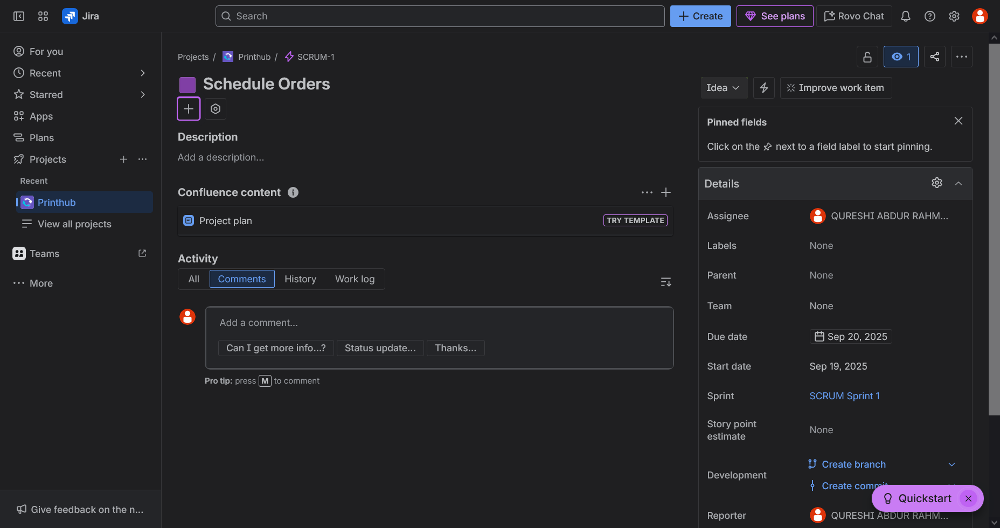 Jira
Search
Create
See plans
Rovo Chat
For you
Recent
Starred
Apps
Plans
Projects
Recent
Printhub
View all projects
Teams
More
Give feedback on the n...
Projects / Printhub / SCRUM-1
1
Schedule Orders
Description
Add a description...
Confluence content
Project plan
TRY TEMPLATE
Activity
All Comments History Work log
Add a comment...
Can I get more info...? Status update... Thanks...
Pro tip: press M to comment
Idea
Improve work item
Pinned fields
Click on the next to a field label to start pinning.
Details
Assignee QURESHI ABDUR RAHM...
Labels None
Parent None
Team None
Due date Sep 20, 2025
Start date Sep 19, 2025
Sprint SCRUM Sprint 1
Story point
estimate
None
Development
Create branch
Create commit
Quickstart
Reporter QURESHI ABDUR RAHM...